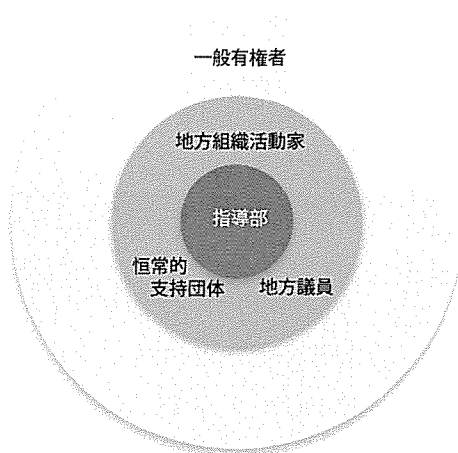 一般有権者
地方組織活動家
指導部
恒常的
支持団体
地方議員